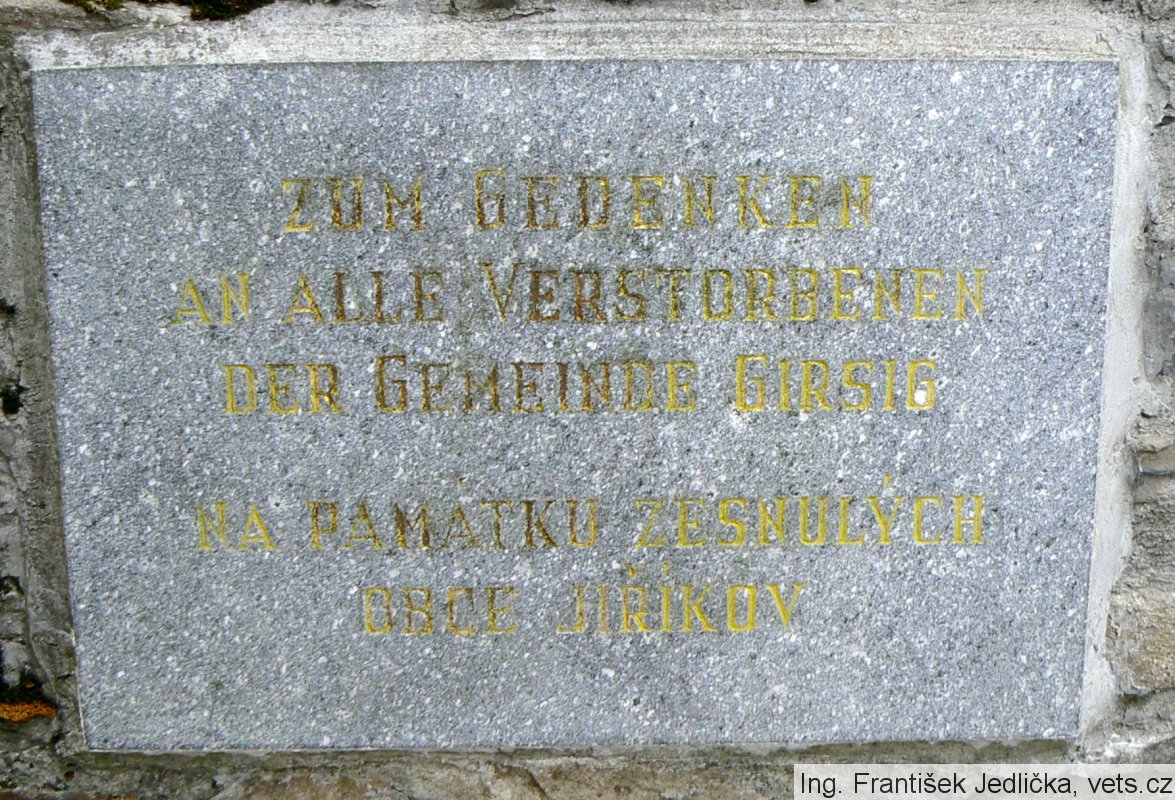 ZUM GEDENKEN
AN ALLE VERSTORBENEN
DER GEMEINDE GIRSIG
NA PAMÁTKU ZESNULÝCH
OBCE JIŘÍKOV
Ing. František Jedlička, vets.cz